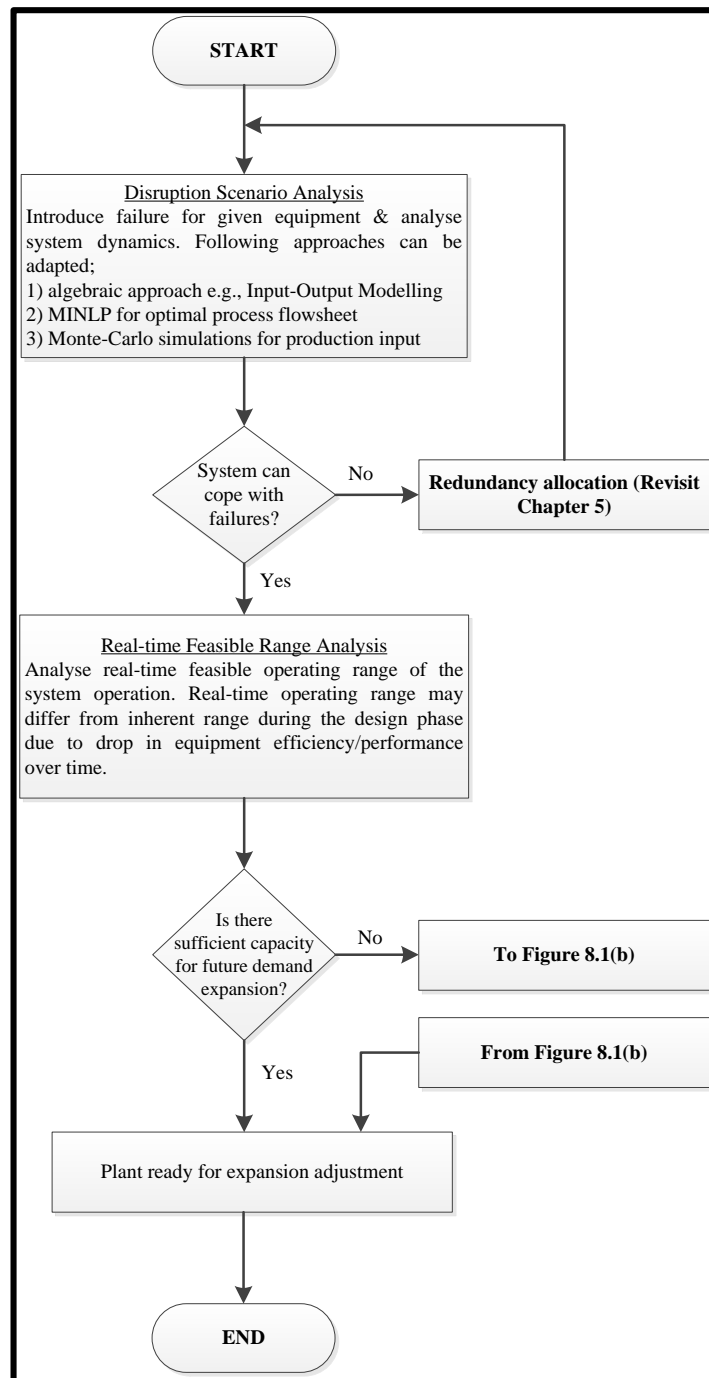 START
Disruption Scenario Analysis
Introduce failure for given equipment & analyse
system dynamics. Following approaches can be
adapted;
1) algebraic approach e.g., Input-Output Modelling
2) MINLP for optimal process flowsheet
3) Monte-Carlo simulations for production input
System can
cope with
failures?
No
Redundancy allocation (Revisit
Chapter 5)
Yes
Real-time Feasible Range Analysis
Analyse real-time feasible operating range of the
system operation. Real-time operating range may
differ from inherent range during the design phase
due to drop in equipment efficiency/performance
over time.
Is there
sufficient capacity
for future demand
expansion?
No
To Figure 8.1(b)
From Figure 8.1(b)
Yes
Plant ready for expansion adjustment
END